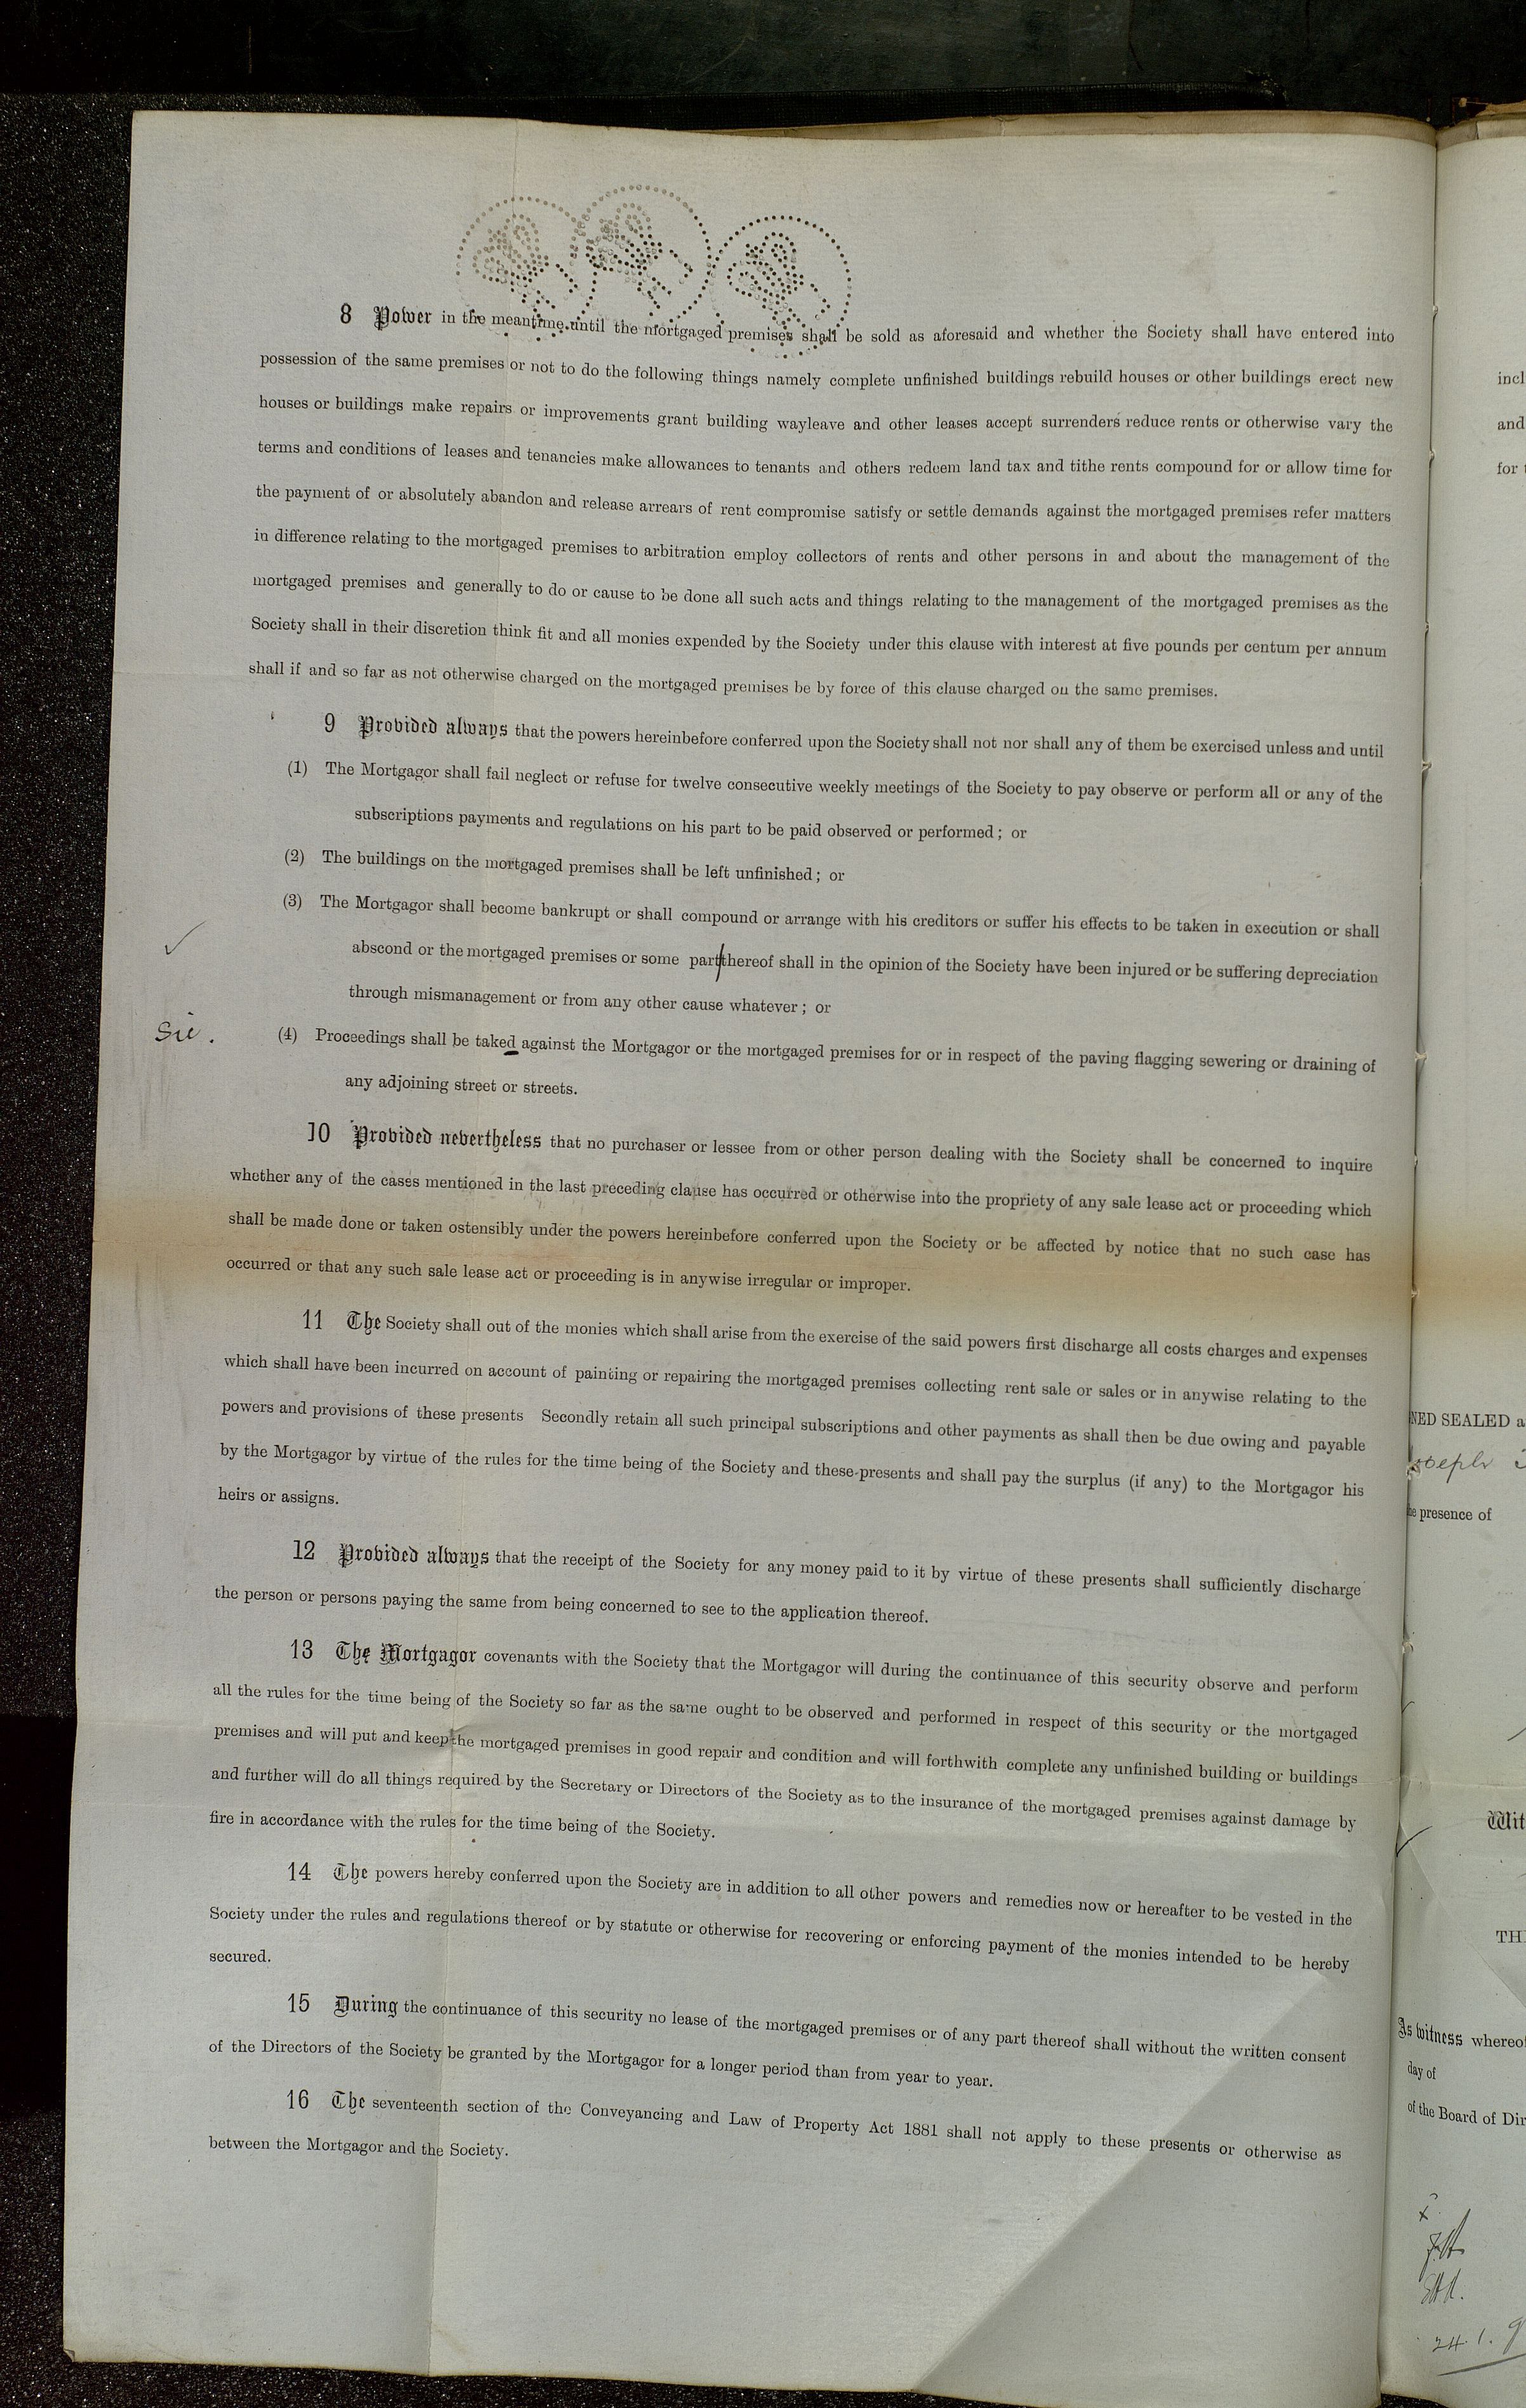 8 Power in the meantime until the mortgaged premises shall be sold as aforesaid and whether the Society shall have entered into
possession of the same premises or not to do the following things namely complete unfinished buildings rebuild houses or other buildings erect new
houses or buildings make repairs or improvements grant building wayleave and other leases accept surrenders reduce rents or otherwise vary the
terms and conditions of leases and tenancies make allowances to tenants and others redeem land tax and tithe rents compound for or allow time for
the payment of or absolutely abandon and release arrears of rent compromise satisfy or settle demands against the mortgaged premises refer matters
in difference relating to the mortgaged premises to arbitration employ collectors of rents and other persons in and about the management of the
mortgaged premises and generally to do or cause to be done all such acts and things relating to the management of the mortgaged premises as the
Society shall in their discretion think fit and all monies expended by the Society under this clause with interest at five pounds per centum per annum
shall if and so far as not otherwise charged on the mortgaged premises be by force of this clause charged on the same premises.
9 Provided always that the powers hereinbefore conferred upon the Society shall not nor shall any of them be exercised unless and until
(1) The Mortgagor shall fail neglect or refuse for twelve consecutive weekly meetings of the Society to pay observe or perform all or any of the
subscriptions payments and regulations on his part to be paid observed or performed; or
(2) The buildings on the mortgaged premises shall be left unfinished; or
(3) The Mortgagor shall become bankrupt or shall compound or arrange with his creditors or suffer his effects to be taken in execution or shall
abscond or the mortgaged premises or some part thereof shall in the opinion of the Society have been injured or be suffering depreciation
through mismanagement or from any other cause whatever; or
sic.
(4) Proceedings shall be taked against the Mortgagor or the mortgaged premises for or in respect of the paving flagging sewering or draining of
any adjoining street or streets.
10 Provided nevertheless that no purchaser or lessee from or other person dealing with the Society shall be concerned to inquire
whether any of the cases mentioned in the last preceding clause has occurred or otherwise into the propriety of any sale lease act or proceeding which
shall be made done or taken ostensibly under the powers hereinbefore conferred upon the Society or be affected by notice that no such case has
occurred or that any such sale lease act or proceeding is in anywise irregular or improper.
11 The Society shall out of the monies which shall arise from the exercise of the said powers first discharge all costs charges and expenses
which shall have been incurred on account of painting or repairing the mortgaged premises collecting rent sale or sales or in anywise relating to the
powers and provisions of these presents Secondly retain all such principal subscriptions and other payments as shall then be due owing and payable
by the Mortgagor by virtue of the rules for the time being of the Society and these presents and shall pay the surplus (if any) to the Mortgagor his
heirs or assigns.
12 Provided always that the receipt of the Society for any money paid to it by virtue of these presents shall sufficiently discharge
the person or persons paying the same from being concerned to see to the application thereof.
13 The Mortgagor covenants with the Society that the Mortgagor will during the continuance of this security observe and perform
all the rules for the time being of the Society so far as the same ought to be observed and performed in respect of this security or the mortgaged
premises and will put and keep the mortgaged premises in good repair and condition and will forthwith complete any unfinished building or buildings
and further will do all things required by the Secretary or Directors of the Society as to the insurance of the mortgaged premises against damage by
fire in accordance with the rules for the time being of the Society.
14 The powers hereby conferred upon the Society are in addition to all other powers and remedies now or hereafter to be vested in the
Society under the rules and regulations thereof or by statute or otherwise for recovering or enforcing payment of the monies intended to be hereby
secured.
15 During the continuance of this security no lease of the mortgaged premises or of any part thereof shall without the written consent
of the Directors of the Society be granted by the Mortgagor for a longer period than from year to year.
16 The seventeenth section of the Conveyancing and Law of Property Act 1881 shall not apply to these presents or otherwise as
between the Mortgagor and the Society.
incl
and
for
NED SEALED a
oseph
he presence of
Wit
TH
As witness whereof
day of
of the Board of Dir
24.1.9